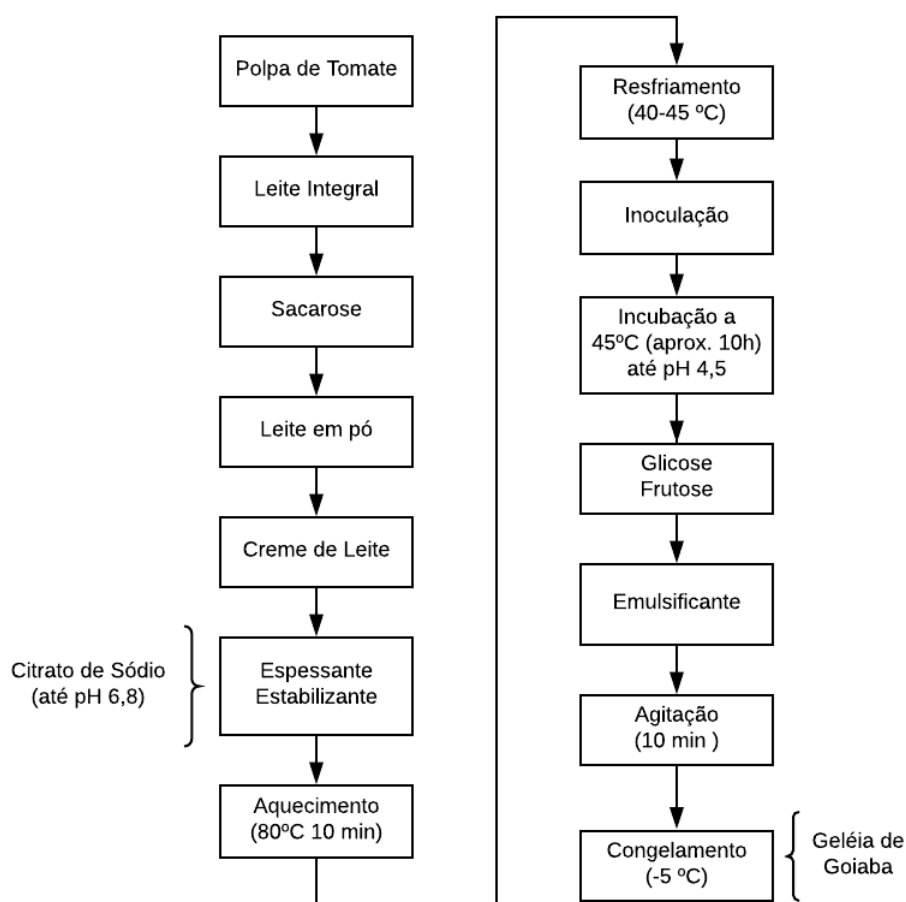 Polpa de Tomate
Leite Integral
Sacarose
Leite em pó
Creme de Leite
Citrato de Sódio
(até pH 6,8)
Espessante
Estabilizante
Aquecimento
(80ºC 10 min)
Resfriamento
(40-45 ºC)
Inoculação
Incubação a
45ºC (aprox. 10h)
até pH 4,5
Glicose
Frutose
Emulsificante
Agitação
(10 min )
Congelamento
(-5 ºC)
Geléia de
Goiaba